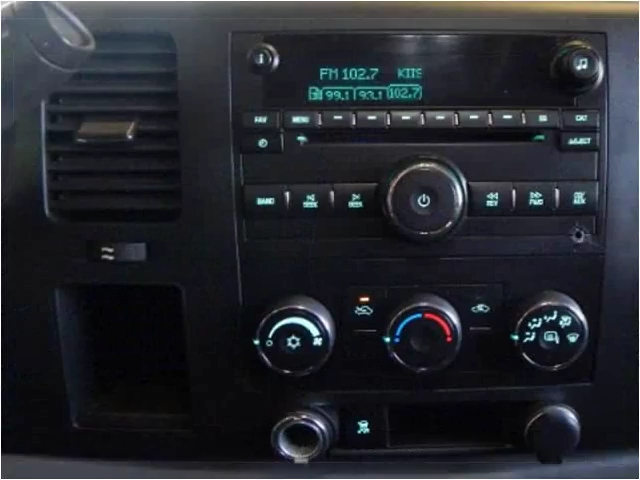 FM 102.7 KIIS
99.1 93.1 102.7
FAV MENU CAT
EJECT
BAND SEEK SEEK REV FWD CD/AUX